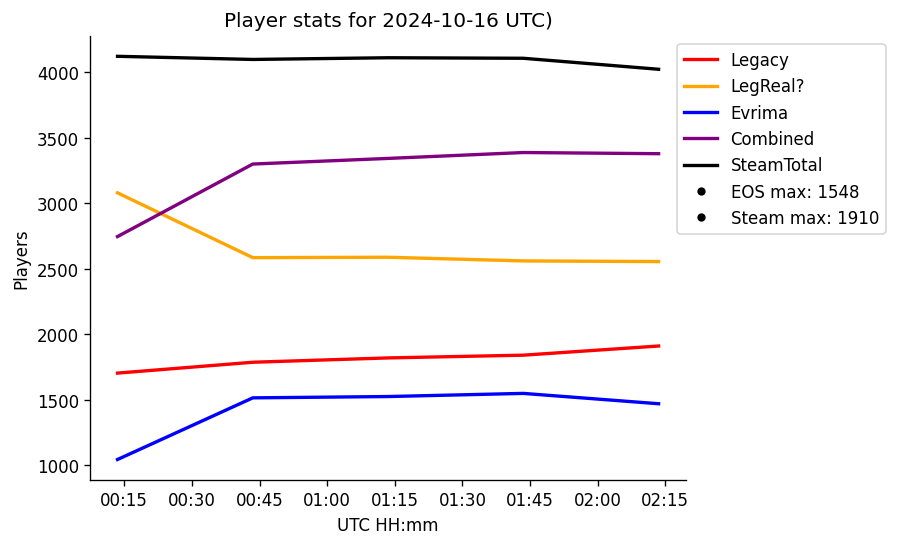 Player stats for 2024-10-16 UTC)
Players
4000
3500
3000
2500
2000
1500
1000
00:15 00:30 00:45 01:00 01:15 01:30 01:45 02:00 02:15
UTC HH:mm
Legacy
LegReal?
Evrima
Combined
SteamTotal
EOS max: 1548
Steam max: 1910